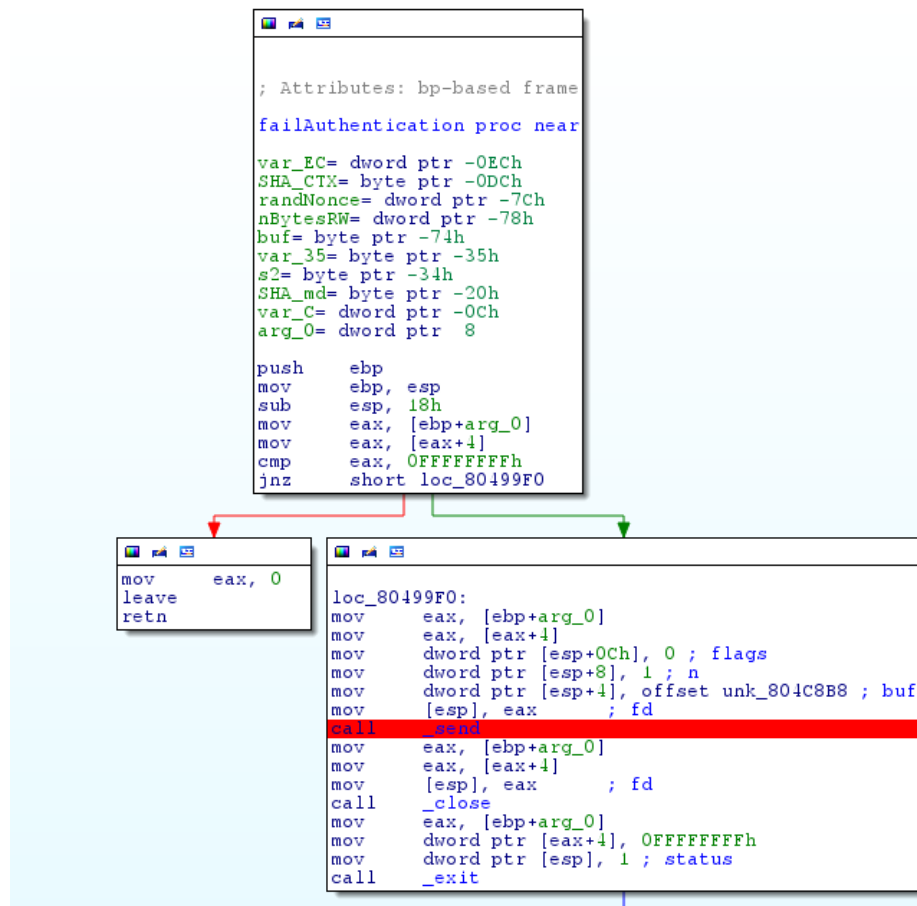 ; Attributes: bp-based frame
failAuthentication proc near
var_EC= dword ptr -0ECh
SHA_CTX= byte ptr -0DCh
randNonce= dword ptr -7Ch
nBytesRW= dword ptr -78h
buf= byte ptr -74h
var_35= byte ptr -35h
s2= byte ptr -34h
SHA_md= byte ptr -20h
var_C= dword ptr -0Ch
arg_0= dword ptr  8
push    ebp
mov     ebp, esp
sub     esp, 18h
mov     eax, [ebp+arg_0]
mov     eax, [eax+4]
cmp     eax, 0FFFFFFFFh
jnz     short loc_80499F0
mov     eax, 0
leave
retn
loc_80499F0:
mov     eax, [ebp+arg_0]
mov     eax, [eax+4]
mov     dword ptr [esp+0Ch], 0 ; flags
mov     dword ptr [esp+8], 1 ; n
mov     dword ptr [esp+4], offset unk_804C8B8 ; buf
mov     [esp], eax      ; fd
call    _send
mov     eax, [ebp+arg_0]
mov     eax, [eax+4]
mov     [esp], eax      ; fd
call    _close
mov     eax, [ebp+arg_0]
mov     dword ptr [eax+4], 0FFFFFFFFh
mov     dword ptr [esp], 1 ; status
call    _exit